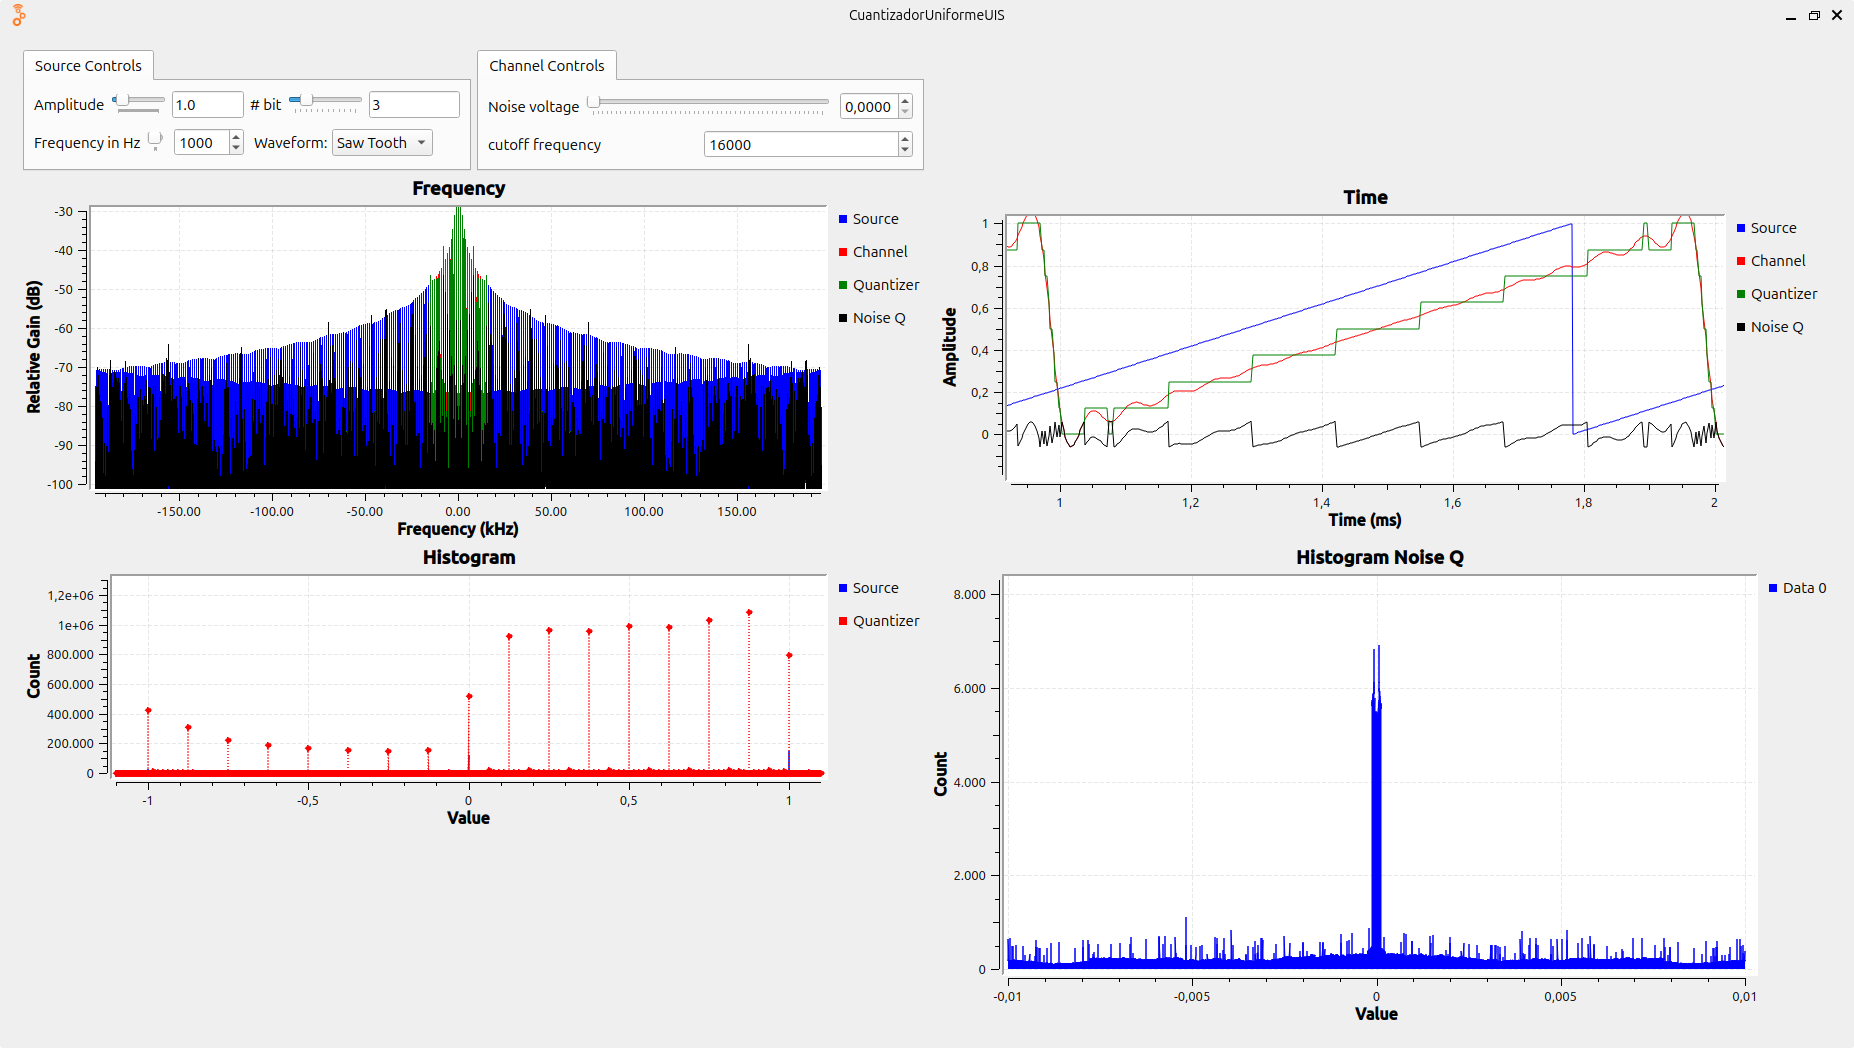 CuantizadorUniformeUIS
Source Controls
Amplitude 1.0 # bit 3
Frequency in Hz 1000 Waveform: Saw Tooth
Channel Controls
Noise voltage 0,0000
cutoff frequency 16000
Frequency
-30
-40
-50
-60
-70
-80
-90
-100
Relative Gain (dB)
-150.00 -100.00 -50.00 0.00 50.00 100.00 150.00
Frequency (kHz)
Source
Channel
Quantizer
Noise Q
Time
1
0,8
0,6
0,4
0,2
0
Amplitude
1 1,2 1,4 1,6 1,8 2
Time (ms)
Source
Channel
Quantizer
Noise Q
Histogram
1,2e+06
1e+06
800.000
600.000
400.000
200.000
0
Count
-1 -0,5 0 0,5 1
Value
Source
Quantizer
Histogram Noise Q
8.000
6.000
4.000
2.000
0
Count
-0,01 -0,005 0 0,005 0,01
Value
Data 0